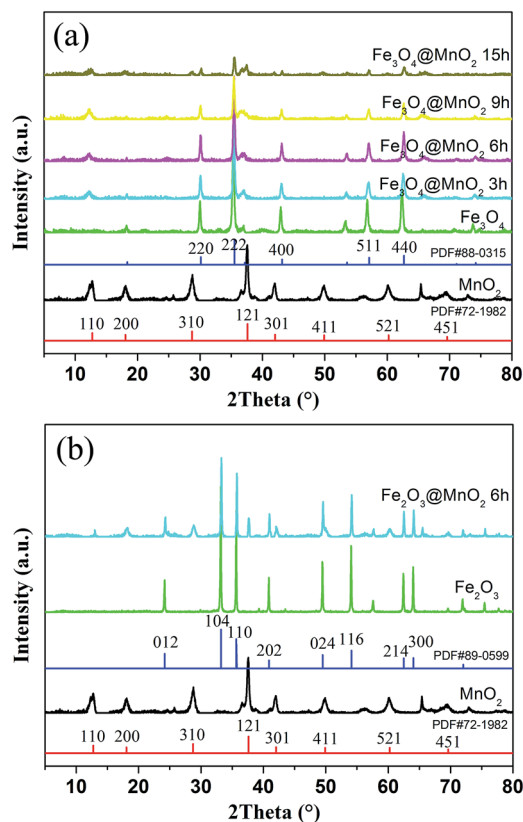 (a)
Fe₃O₄@MnO₂ 15h
Fe₃O₄@MnO₂ 9h
Fe₃O₄@MnO₂ 6h
Fe₃O₄@MnO₂ 3h
Fe₃O₄
220 222 400 511 440
PDF#88-0315
MnO₂
PDF#72-1982
110 200 310 121 301 411 521 451
10 20 30 40 50 60 70 80
2Theta (°)
Intensity (a.u.)
(b)
Fe₂O₃@MnO₂ 6h
Fe₂O₃
012 104 110 202 024 116 214 300
PDF#89-0599
MnO₂
PDF#72-1982
110 200 310 121 301 411 521 451
10 20 30 40 50 60 70 80
2Theta (°)
Intensity (a.u.)